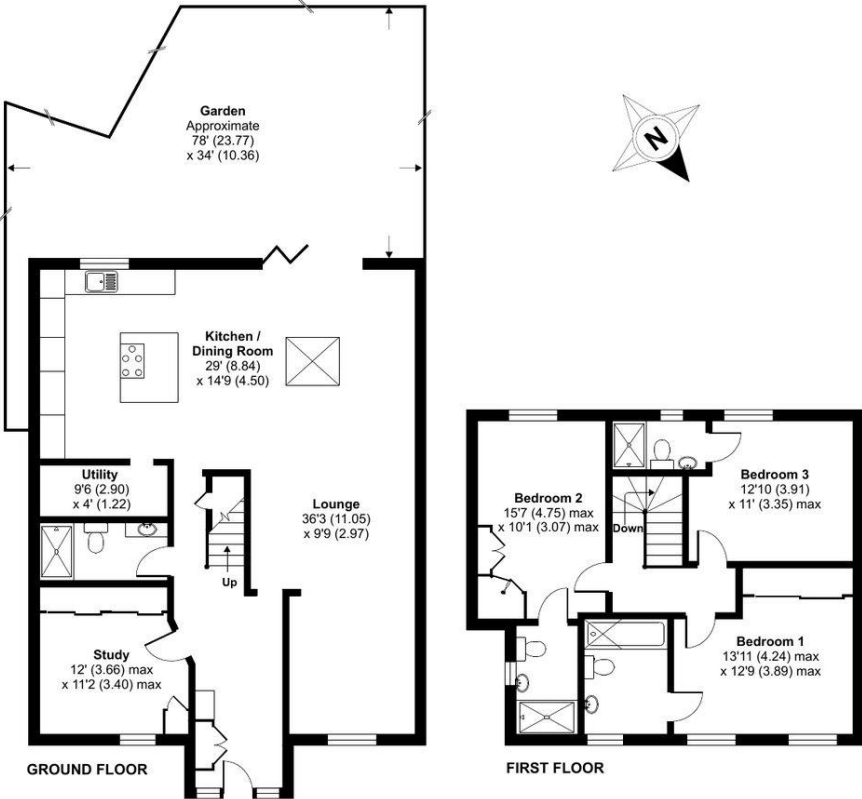 Garden
Approximate
78' (23.77)
x 34' (10.36)
N
Kitchen /
Dining Room
29' (8.84)
x 14'9 (4.50)
Utility
9'6 (2.90)
x 4' (1.22)
Lounge
36'3 (11.05)
x 9'9 (2.97)
Up
Study
12' (3.66) max
x 11'2 (3.40) max
GROUND FLOOR
Bedroom 3
12'10 (3.91)
x 11' (3.35) max
Bedroom 2
15'7 (4.75) max
x 10'1 (3.07) max
Down
Bedroom 1
13'11 (4.24) max
x 12'9 (3.89) max
FIRST FLOOR